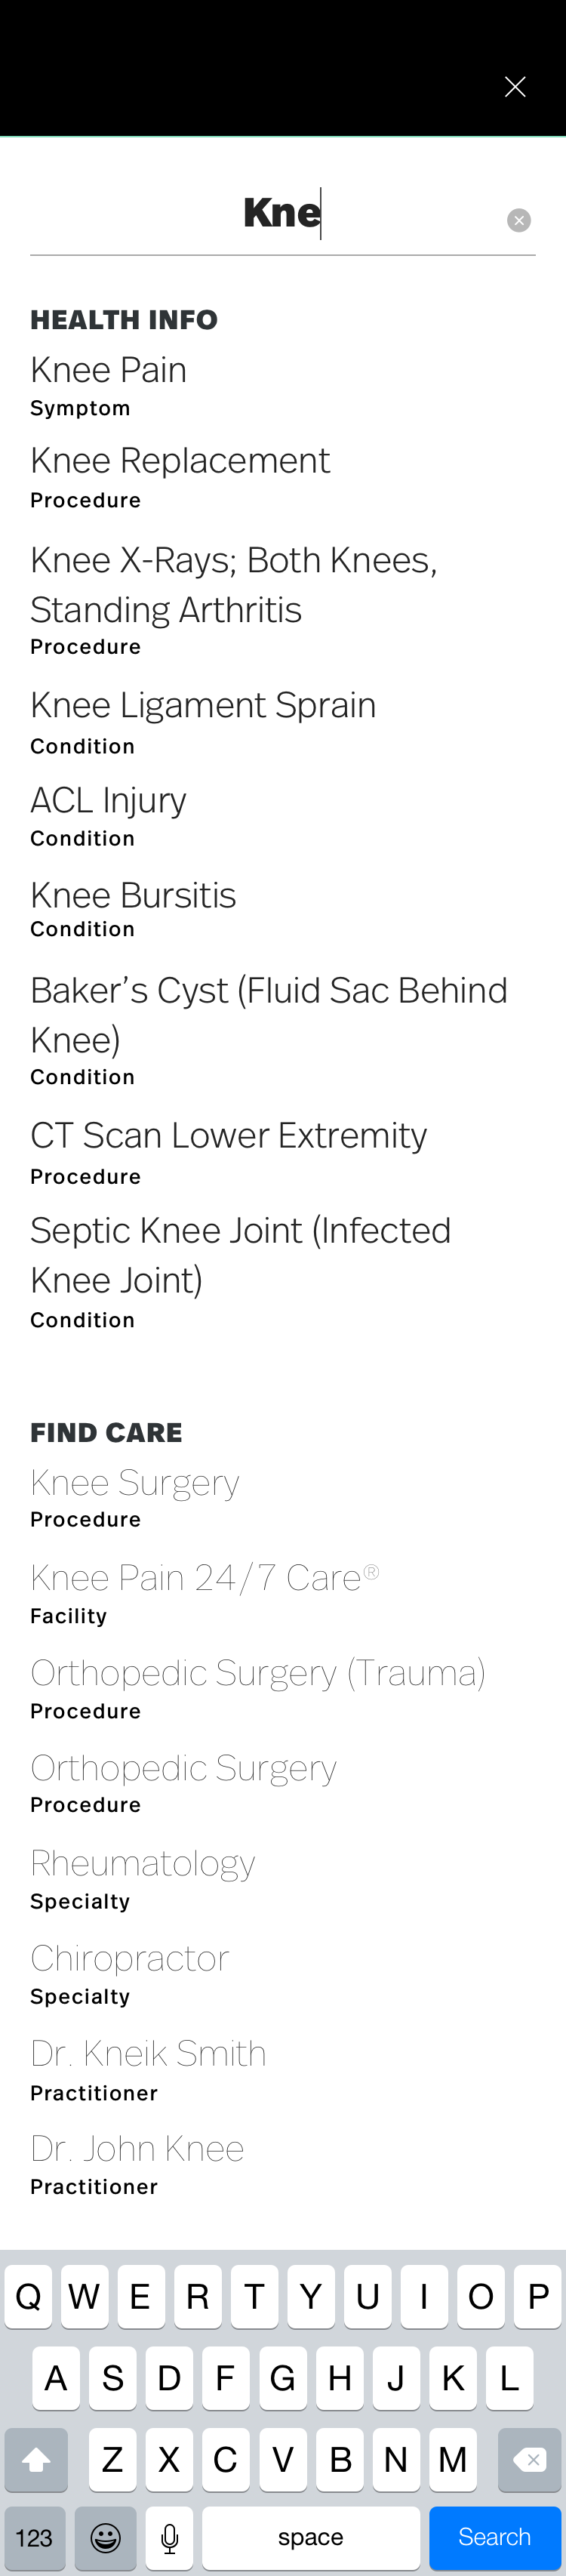 Kne
HEALTH INFO
Knee Pain
Symptom
Knee Replacement
Procedure
Knee X-Rays; Both Knees,
Standing Arthritis
Procedure
Knee Ligament Sprain
Condition
ACL Injury
Condition
Knee Bursitis
Condition
Baker’s Cyst (Fluid Sac Behind
Knee)
Condition
CT Scan Lower Extremity
Procedure
Septic Knee Joint (Infected
Knee Joint)
Condition
FIND CARE
Knee Surgery
Procedure
Knee Pain 24/7 Care®
Facility
Orthopedic Surgery (Trauma)
Procedure
Orthopedic Surgery
Procedure
Rheumatology
Specialty
Chiropractor
Specialty
Dr. Kneik Smith
Practitioner
Dr. John Knee
Practitioner
Q W E R T Y U I O P
A S D F G H J K L
Z X C V B N M
123 space Search